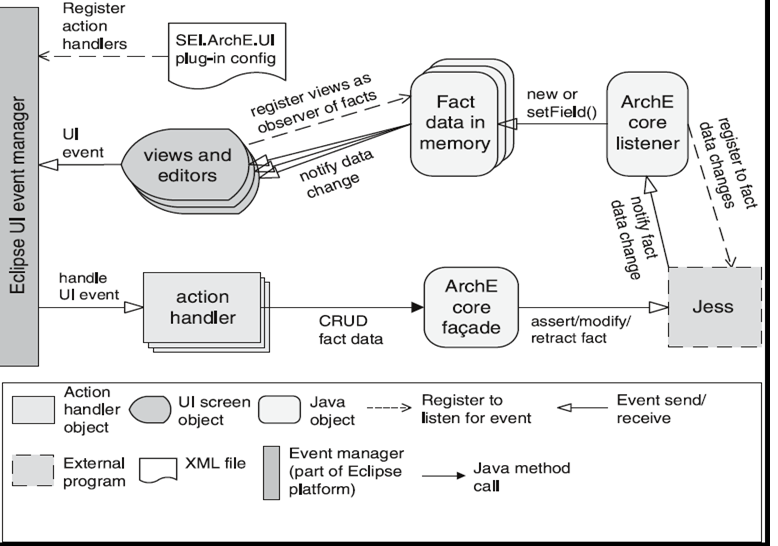 Register
action
handlers
SEI.ArchE.UI
plug-in config
register views as
observer of facts
Fact
data in
memory
new or
setField()
ArchE
core
listener
register to fact
data changes
UI
event
views and
editors
notify data
change
notify fact
data change
Eclipse UI event manager
handle
UI event
action
handler
CRUD
fact data
ArchE
core
façade
assert/modify/
retract fact
Jess
Action
handler
object
UI screen
object
Java
object
Register to
listen for event
Event send/
receive
External
program
XML file
Event manager
(part of Eclipse
platform)
Java method
call